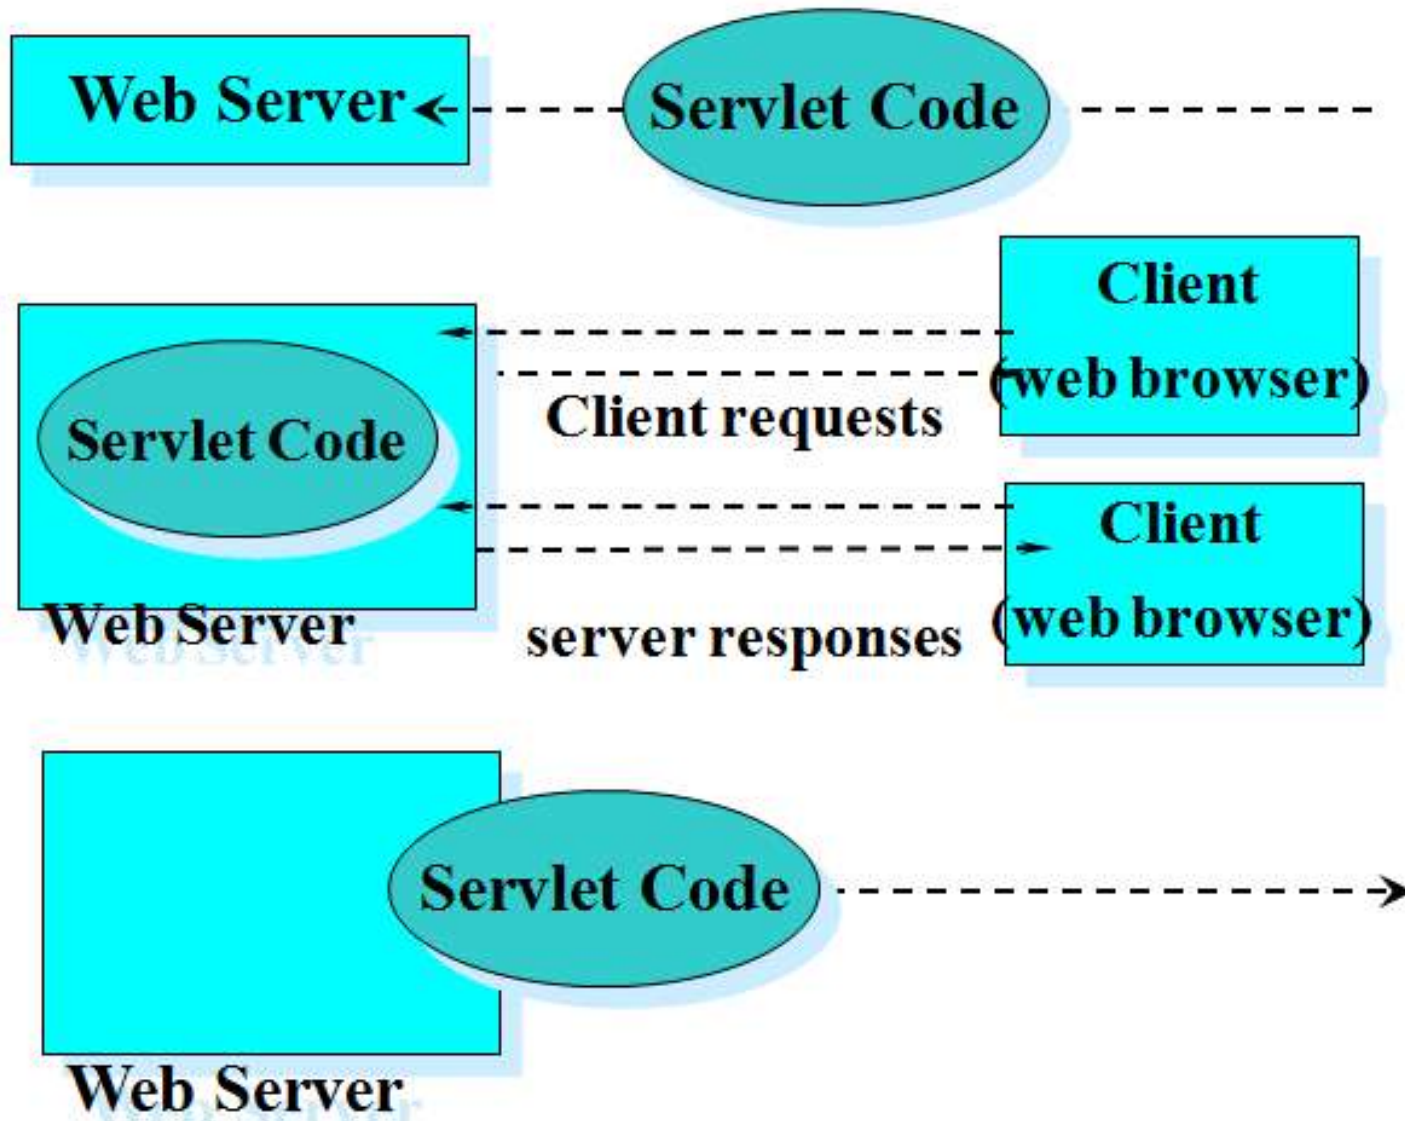 Web Server
Servlet Code
Client
(web browser)
Client requests
Servlet Code
Client
(web browser)
Web Server
server responses
Servlet Code
Web Server